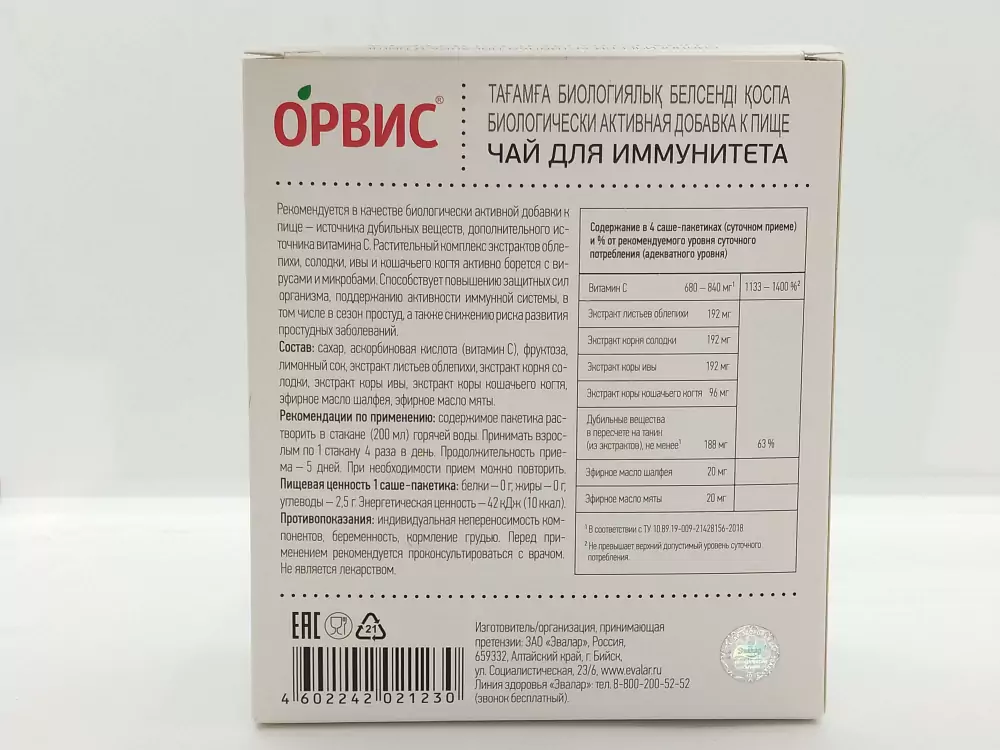 ОРВИС®
ТАҒАМҒА БИОЛОГИЯЛЫҚ БЕЛСЕНДІ ҚОСПА
БИОЛОГИЧЕСКИ АКТИВНАЯ ДОБАВКА К ПИЩЕ
ЧАЙ ДЛЯ ИММУНИТЕТА
Рекомендуется в качестве биологически активной добавки к
пище – источника дубильных веществ, дополнительного ис-
точника витамина С. Растительный комплекс экстрактов обле-
пихи, солодки, ивы и кошачьего когтя активно борется с ви-
русами и микробами. Способствует повышению защитных сил
организма, поддержанию активности иммунной системы, в
том числе в сезон простуд, а также снижению риска развития
простудных заболеваний.
Состав: сахар, аскорбиновая кислота (витамин С), фруктоза,
лимонный сок, экстракт листьев облепихи, экстракт корня со-
лодки, экстракт коры ивы, экстракт коры кошачьего когтя,
эфирное масло шалфея, эфирное масло мяты.
Рекомендации по применению: содержимое пакетика рас-
творить в стакане (200 мл) горячей воды. Принимать взрос-
лым по 1 стакану 4 раза в день. Продолжительность прие-
ма – 5 дней. При необходимости прием можно повторить.
Пищевая ценность 1 саше-пакетика: белки – 0 г, жиры – 0 г,
углеводы – 2,5 г. Энергетическая ценность – 42 кДж (10 ккал).
Противопоказания: индивидуальная непереносимость ком-
понентов, беременность, кормление грудью. Перед при-
менением рекомендуется проконсультироваться с врачом.
Не является лекарством.
Содержание в 4 саше-пакетиках (суточном приеме)
и % от рекомендуемого уровня суточного
потребления (адекватного уровня)
Витамин С 680 – 840 мг¹ 1133 – 1400 %²
Экстракт листьев облепихи 192 мг
Экстракт корня солодки 192 мг
Экстракт коры ивы 192 мг
Экстракт коры кошачьего когтя 96 мг
Дубильные вещества
в пересчете на танин
(из экстрактов), не менее¹ 188 мг 63 %
Эфирное масло шалфея 20 мг
Эфирное масло мяты 20 мг
¹ В соответствии с ТУ 10.89.19-009-21428156-2018
² Не превышает верхний допустимый уровень суточного
потребления.
EAC
21
4 602242 021230
Изготовитель/организация, принимающая
претензии: ЗАО «Эвалар», Россия,
659332, Алтайский край, г. Бийск,
ул. Социалистическая, 23/6, www.evalar.ru
Линия здоровья «Эвалар»: тел. 8-800-200-52-52
(звонок бесплатный).
Эвалар